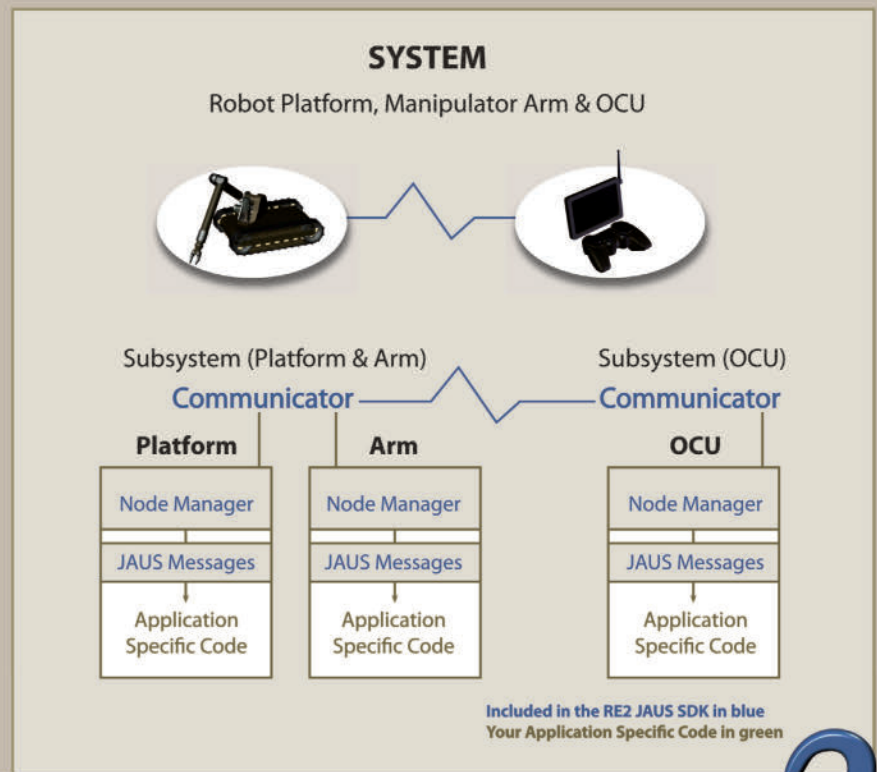 SYSTEM
Robot Platform, Manipulator Arm & OCU
Subsystem (Platform & Arm)
Subsystem (OCU)
Communicator
Communicator
Platform
Arm
OCU
Node Manager
Node Manager
Node Manager
JAUS Messages
JAUS Messages
JAUS Messages
Application
Specific Code
Application
Specific Code
Application
Specific Code
Included in the RE2 JAUS SDK in blue
Your Application Specific Code in green